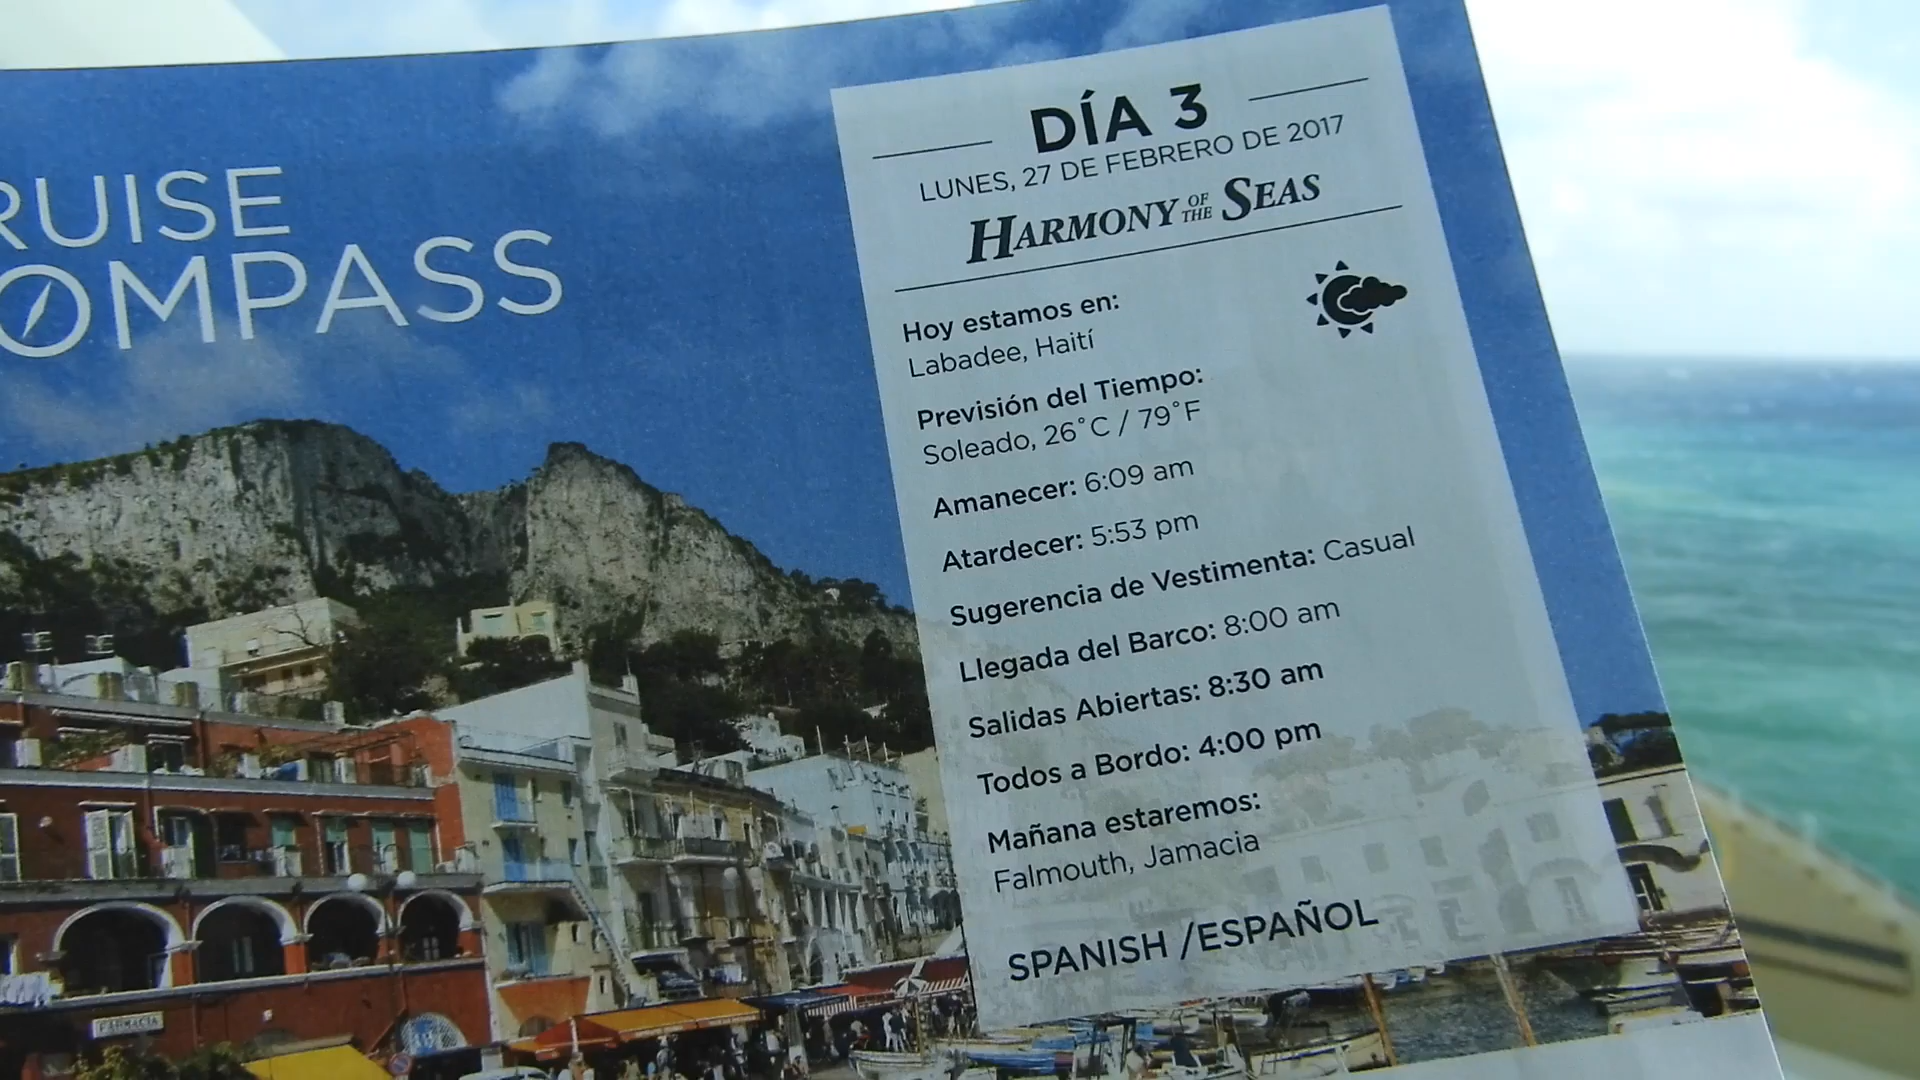 RUISE
OMPASS
DÍA 3
LUNES, 27 DE FEBRERO DE 2017
HARMONY OF THE SEAS
Hoy estamos en:
Labadee, Haití
Previsión del Tiempo:
Soleado, 26°C / 79°F
Amanecer: 6:09 am
Atardecer: 5:53 pm
Sugerencia de Vestimenta: Casual
Llegada del Barco: 8:00 am
Salidas Abiertas: 8:30 am
Todos a Bordo: 4:00 pm
Mañana estaremos:
Falmouth, Jamacia
SPANISH /ESPAÑOL
FARMACIA